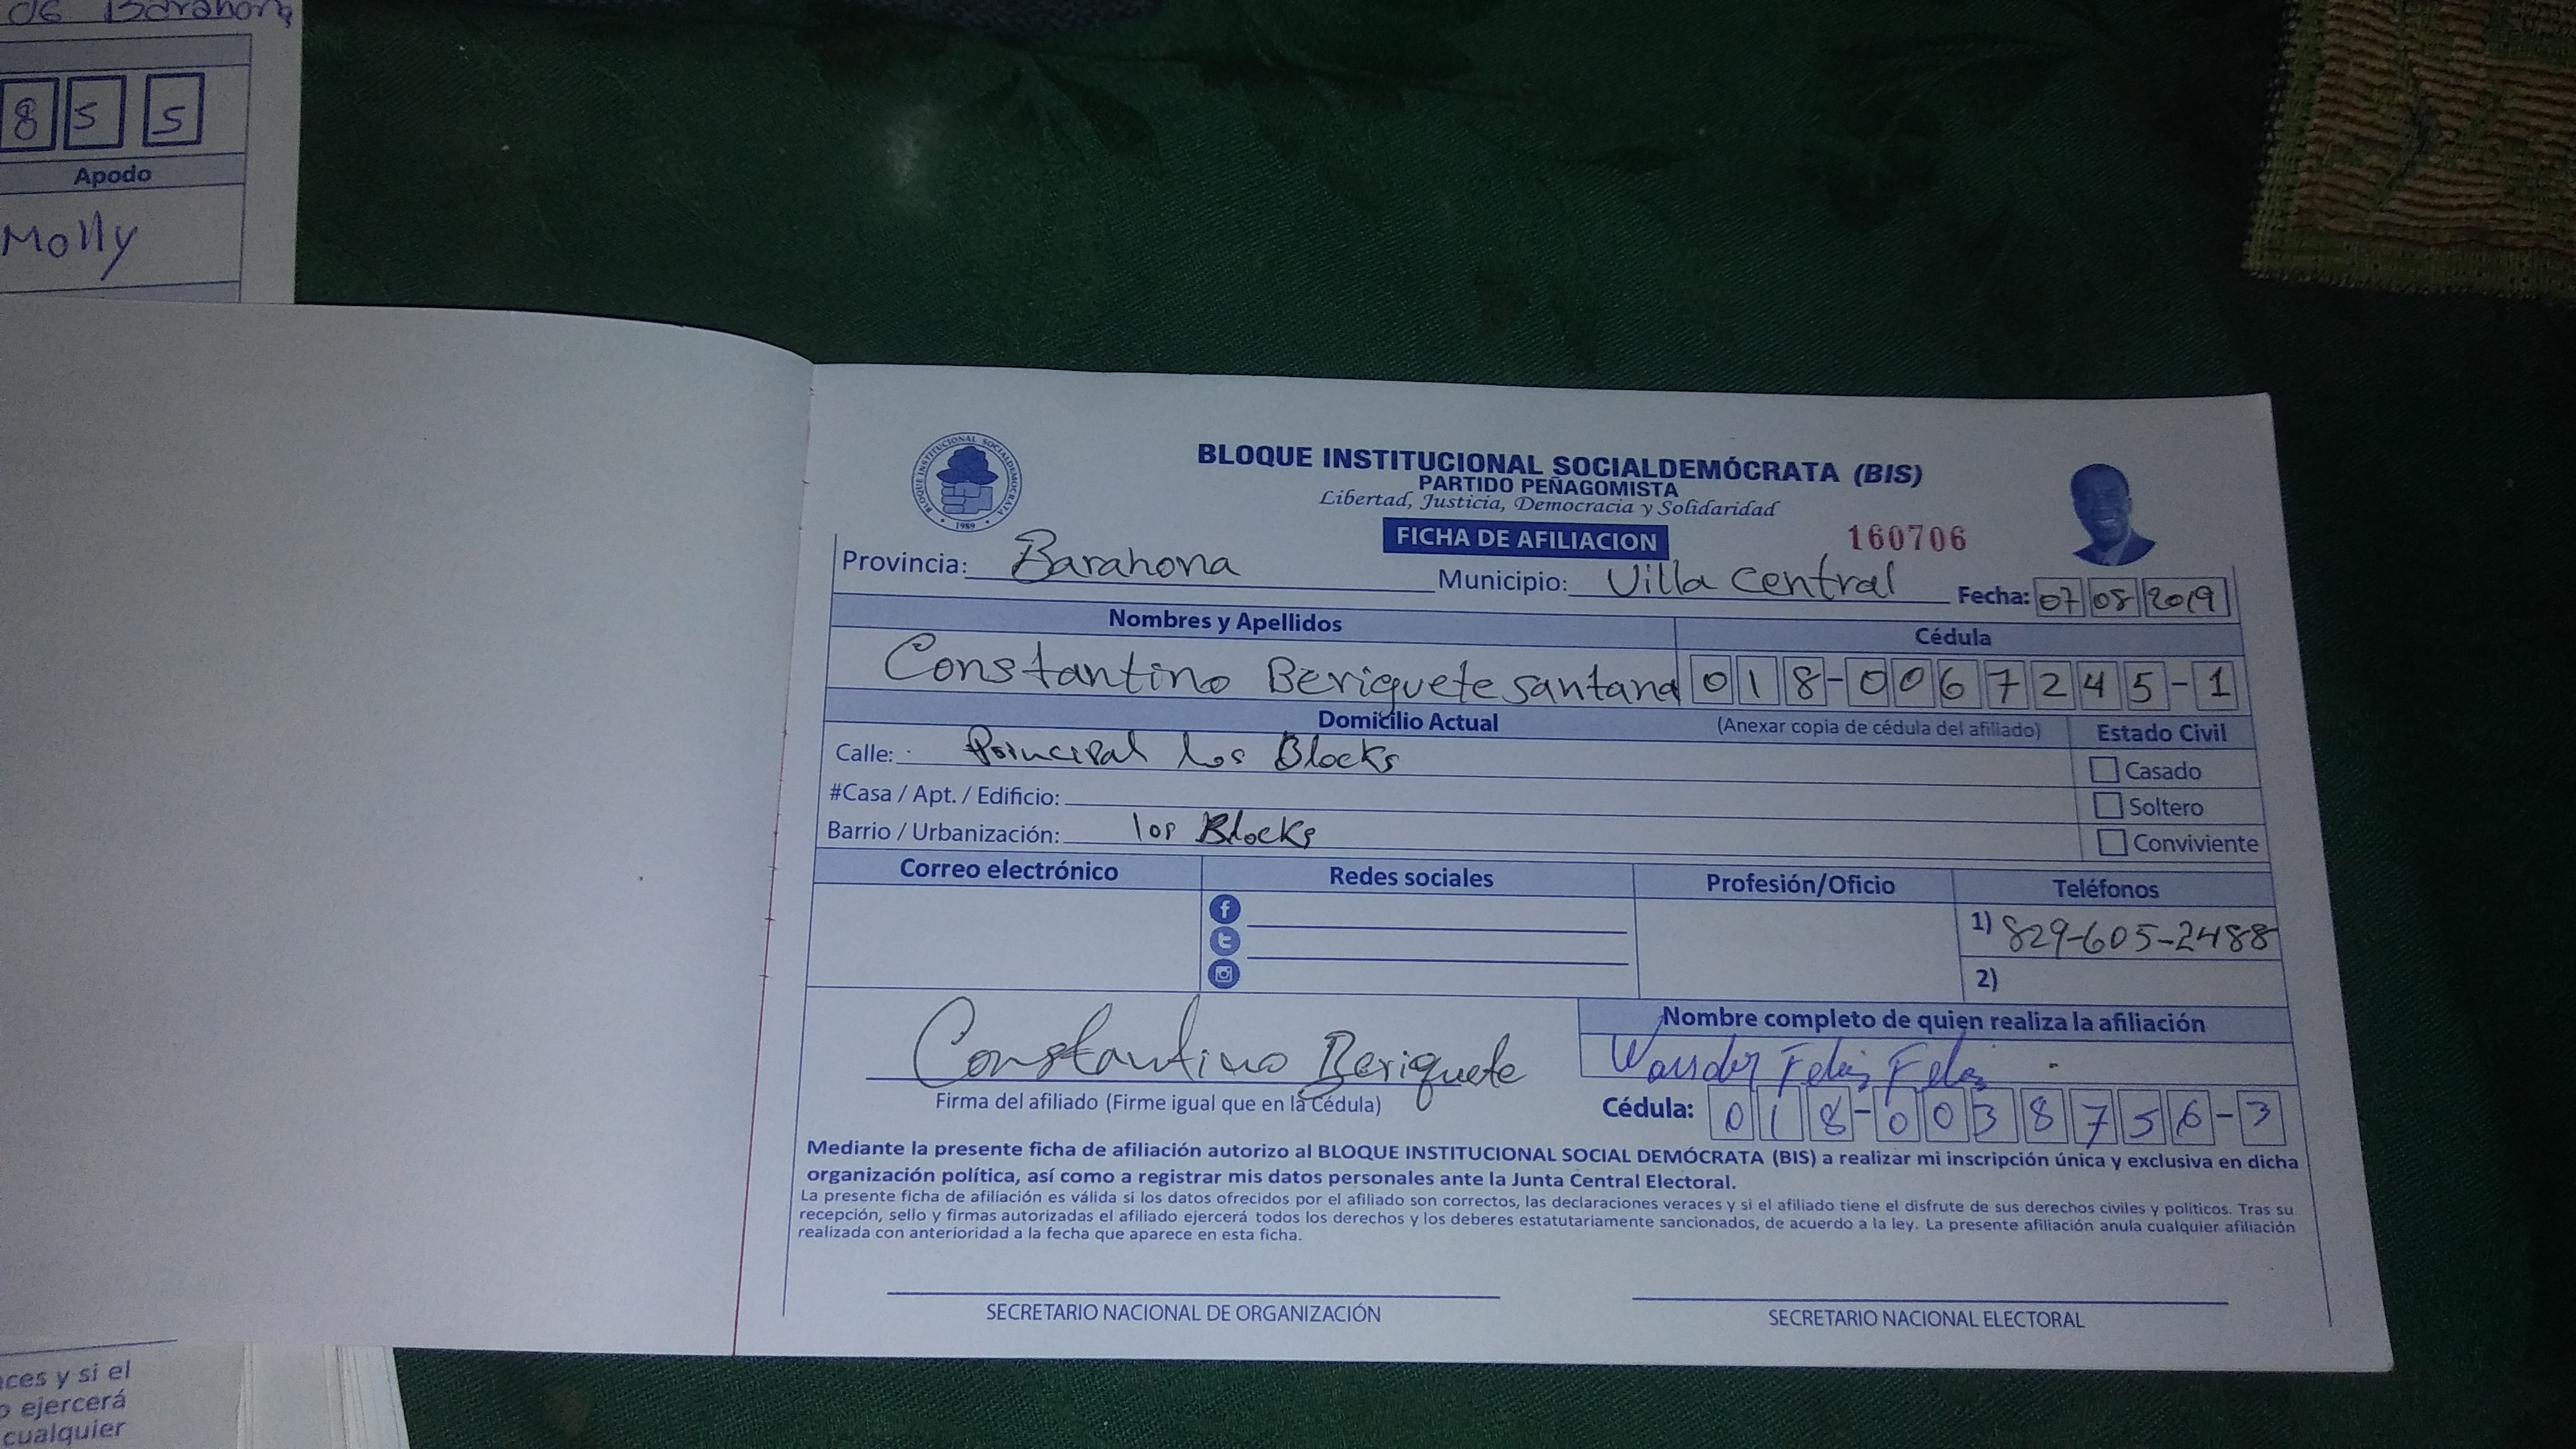 de Barahona
8 5 5
Apodo
Molly
BLOQUE INSTITUCIONAL SOCIALDEMOCRATA
1989
BLOQUE INSTITUCIONAL SOCIALDEMÓCRATA (BIS)
PARTIDO PEÑAGOMISTA
Libertad, Justicia, Democracia y Solidaridad
FICHA DE AFILIACION 160706
Provincia: Barahona Municipio: Villa Central Fecha: 07 08 2019
Nombres y Apellidos Cédula
Constantino Beriguete santana 018-0067245-1
Domicilio Actual (Anexar copia de cédula del afiliado) Estado Civil
Calle: Principal los Blocks
Casado
#Casa / Apt. / Edificio:
Soltero
Barrio / Urbanización: los Blocks
Conviviente
Correo electrónico Redes sociales Profesión/Oficio Teléfonos
1) 829-605-2488
2)
Nombre completo de quien realiza la afiliación
Constantino Beriguete Wander Feliz Feliz
Firma del afiliado (Firme igual que en la Cédula) Cédula: 018-0038756-3
Mediante la presente ficha de afiliación autorizo al BLOQUE INSTITUCIONAL SOCIAL DEMÓCRATA (BIS) a realizar mi inscripción única y exclusiva en dicha
organización política, así como a registrar mis datos personales ante la Junta Central Electoral.
La presente ficha de afiliación es válida si los datos ofrecidos por el afiliado son correctos, las declaraciones veraces y si el afiliado tiene el disfrute de sus derechos civiles y politicos. Tras su
recepción, sello y firmas autorizadas el afiliado ejercerá todos los derechos y los deberes estatutariamente sancionados, de acuerdo a la ley. La presente afiliación anula cualquier afiliación
realizada con anterioridad a la fecha que aparece en esta ficha.
SECRETARIO NACIONAL DE ORGANIZACIÓN SECRETARIO NACIONAL ELECTORAL
ces y si el
ejercerá
cualquier